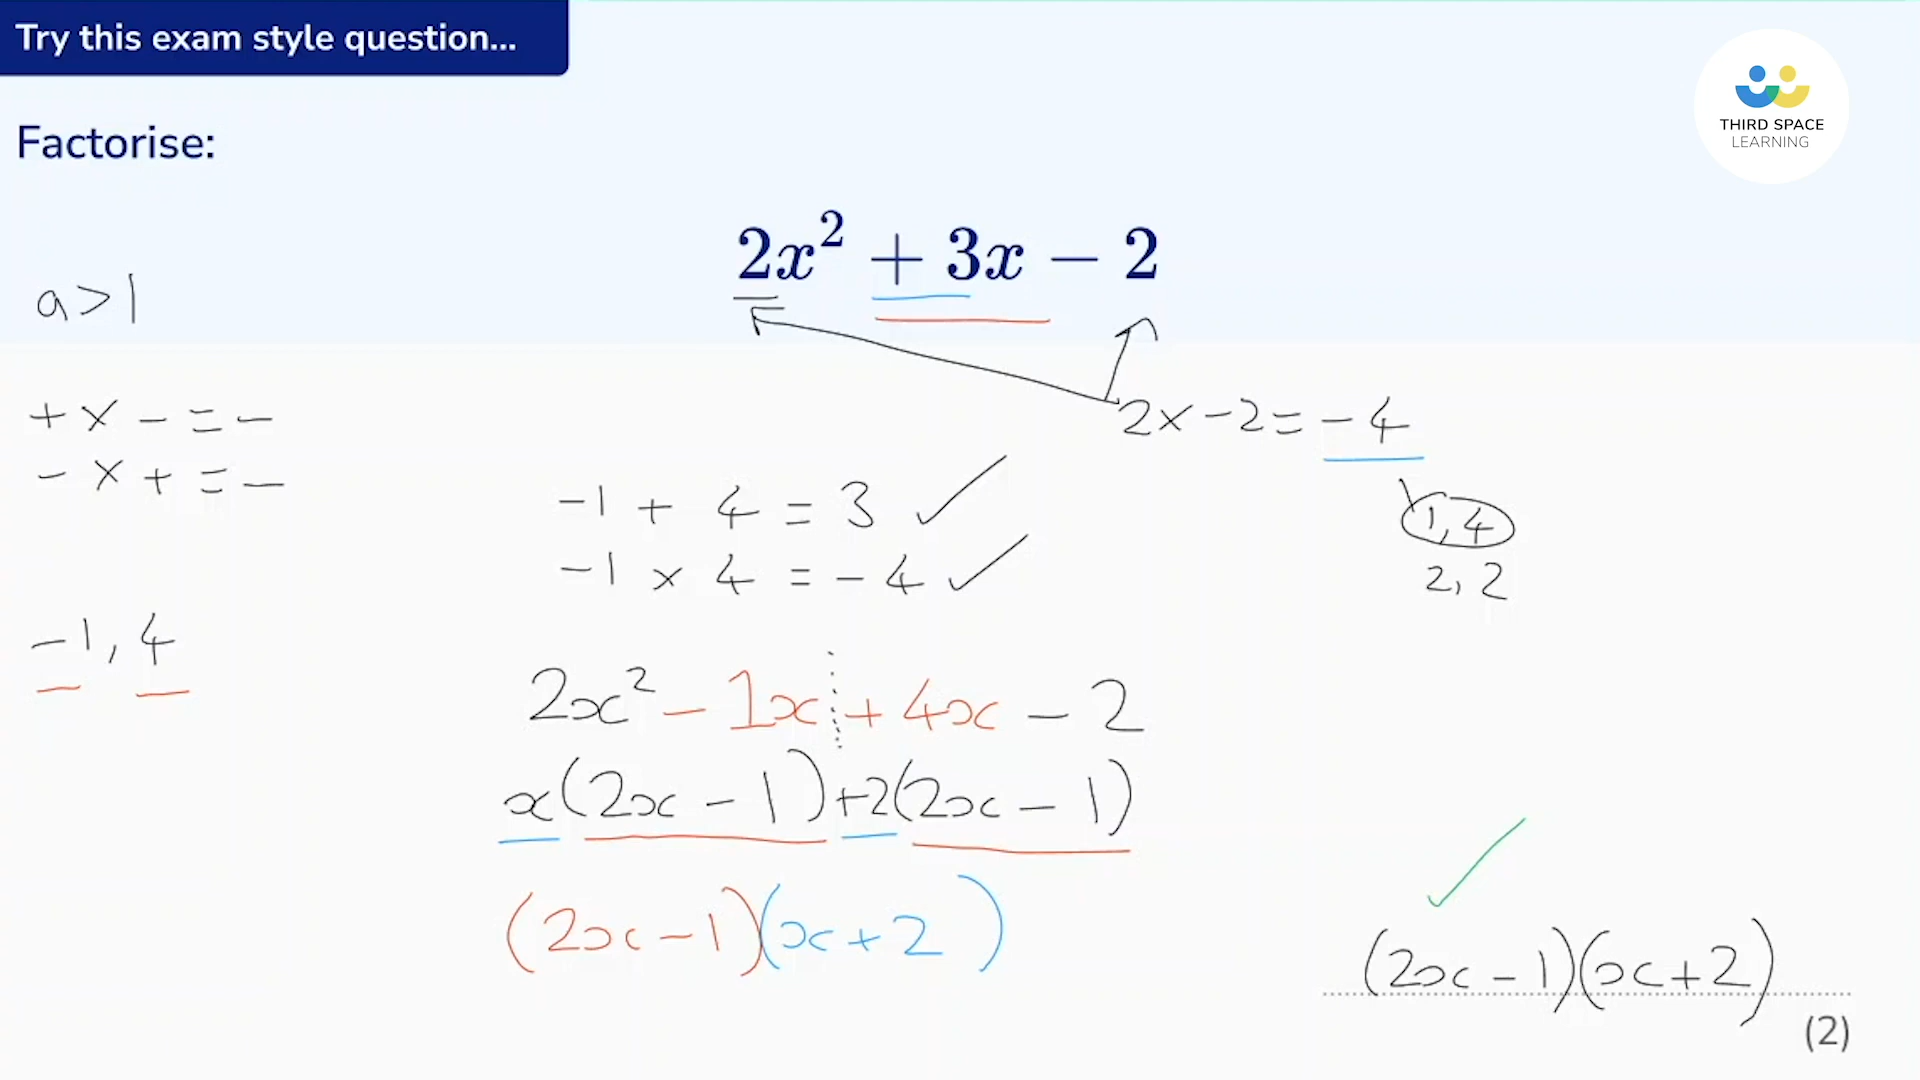 Try this exam style question...
THIRD SPACE
LEARNING
Factorise:
2x² + 3x − 2
a > 1
+ × − = −
− × + = −
2 × −2 = −4
−1 + 4 = 3 ✓
1, 4
−1 × 4 = −4 ✓
2, 2
−1, 4
2x² − 1x + 4x − 2
x(2x − 1) + 2(2x − 1)
(2x − 1)(x + 2)
✓
(2x − 1)(x + 2)
(2)